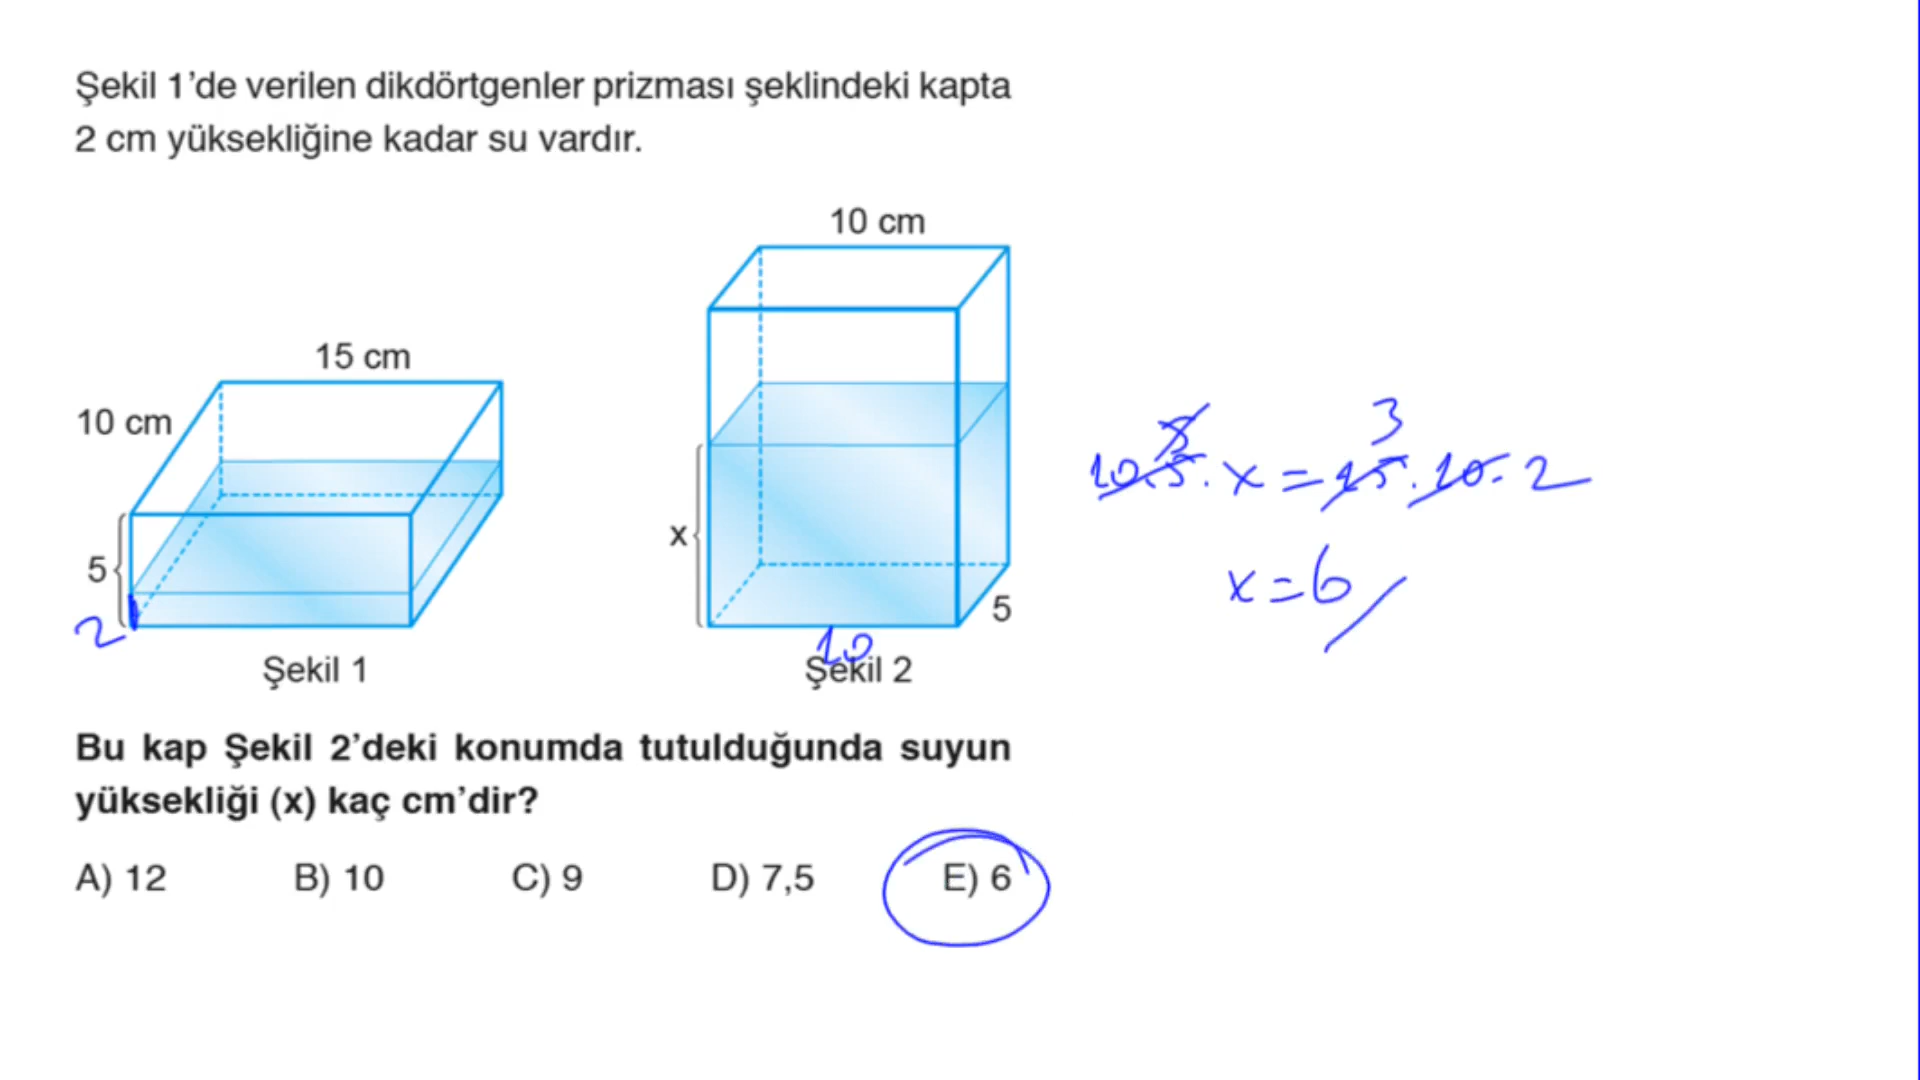 Şekil 1'de verilen dikdörtgenler prizması şeklindeki kapta
2 cm yüksekliğine kadar su vardır.
10 cm
15 cm
10 cm
5
2
x
5
10
Şekil 1
Şekil 2
10.5.x=15.10.2
3
x=6
Bu kap Şekil 2'deki konumda tutulduğunda suyun
yüksekliği (x) kaç cm'dir?
A) 12 B) 10 C) 9 D) 7,5 E) 6